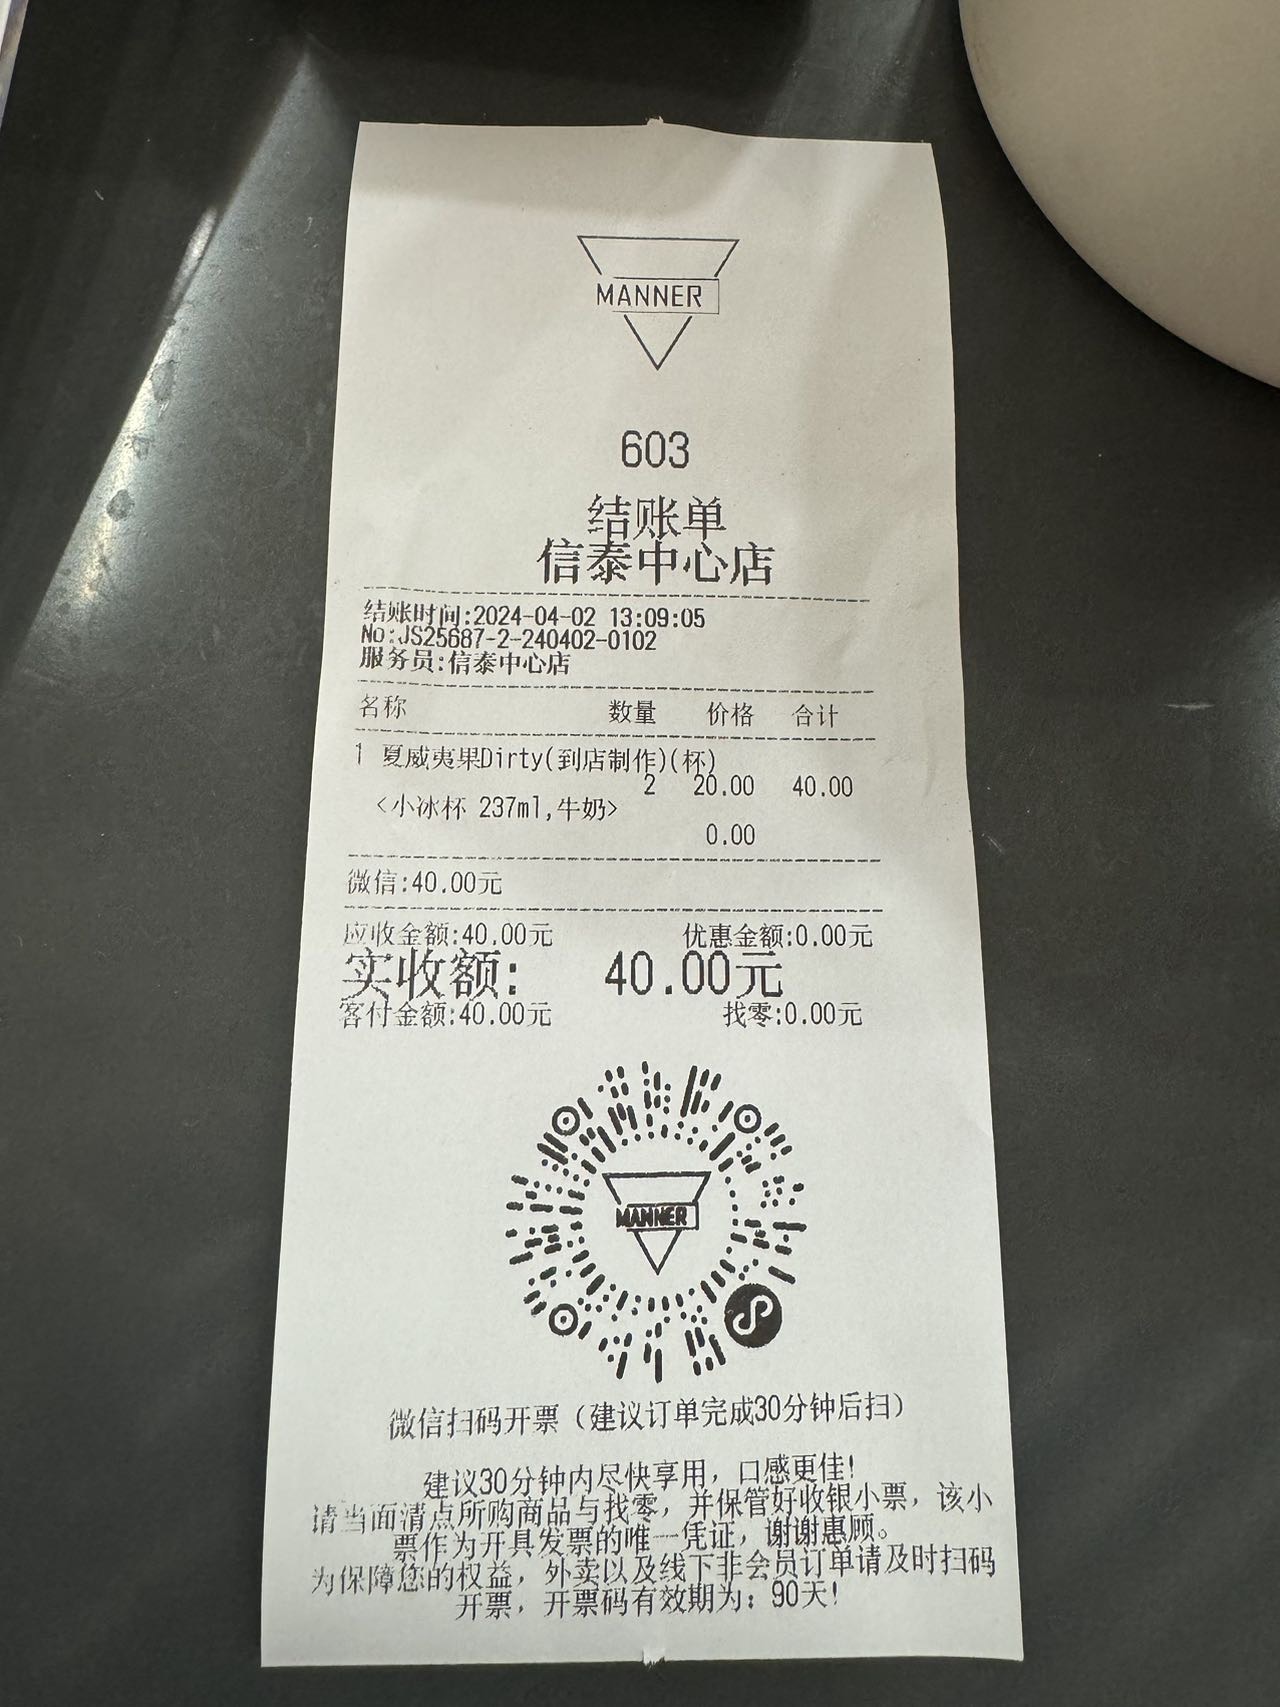 MANNER
603
结账单
信泰中心店
结账时间:2024-04-02 13:09:05
No:JS25687-2-240402-0102
服务员:信泰中心店
名称 数量 价格 合计
1 夏威夷果Dirty(到店制作)(杯)
2 20.00 40.00
<小冰杯 237ml,牛奶>
0.00
微信:40.00元
应收金额:40.00元 优惠金额:0.00元
实收额: 40.00元
客付金额:40.00元 找零:0.00元
MANNER
微信扫码开票（建议订单完成30分钟后扫）
建议30分钟内尽快享用，口感更佳!
请当面清点所购商品与找零，并保管好收银小票，该小
票作为开具发票的唯一凭证，谢谢惠顾。
为保障您的权益，外卖以及线下非会员订单请及时扫码
开票，开票码有效期为：90天!